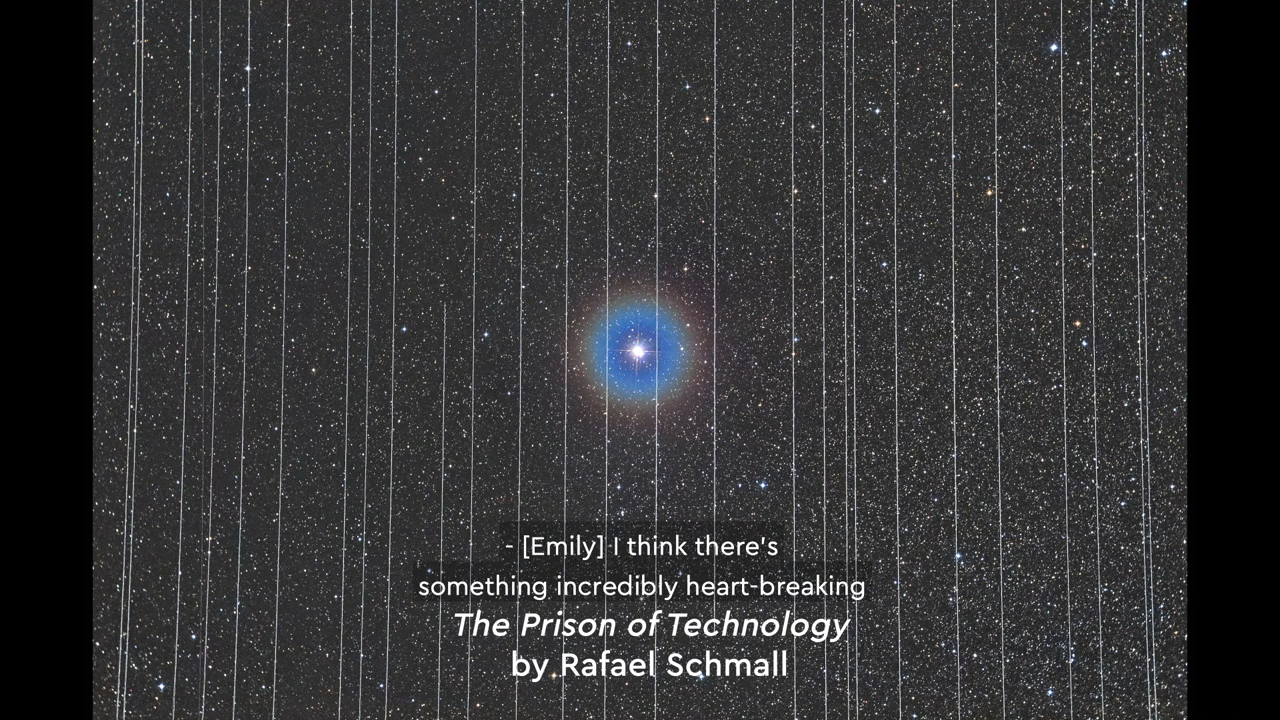 - [Emily] I think there's
something incredibly heart-breaking
The Prison of Technology
by Rafael Schmall